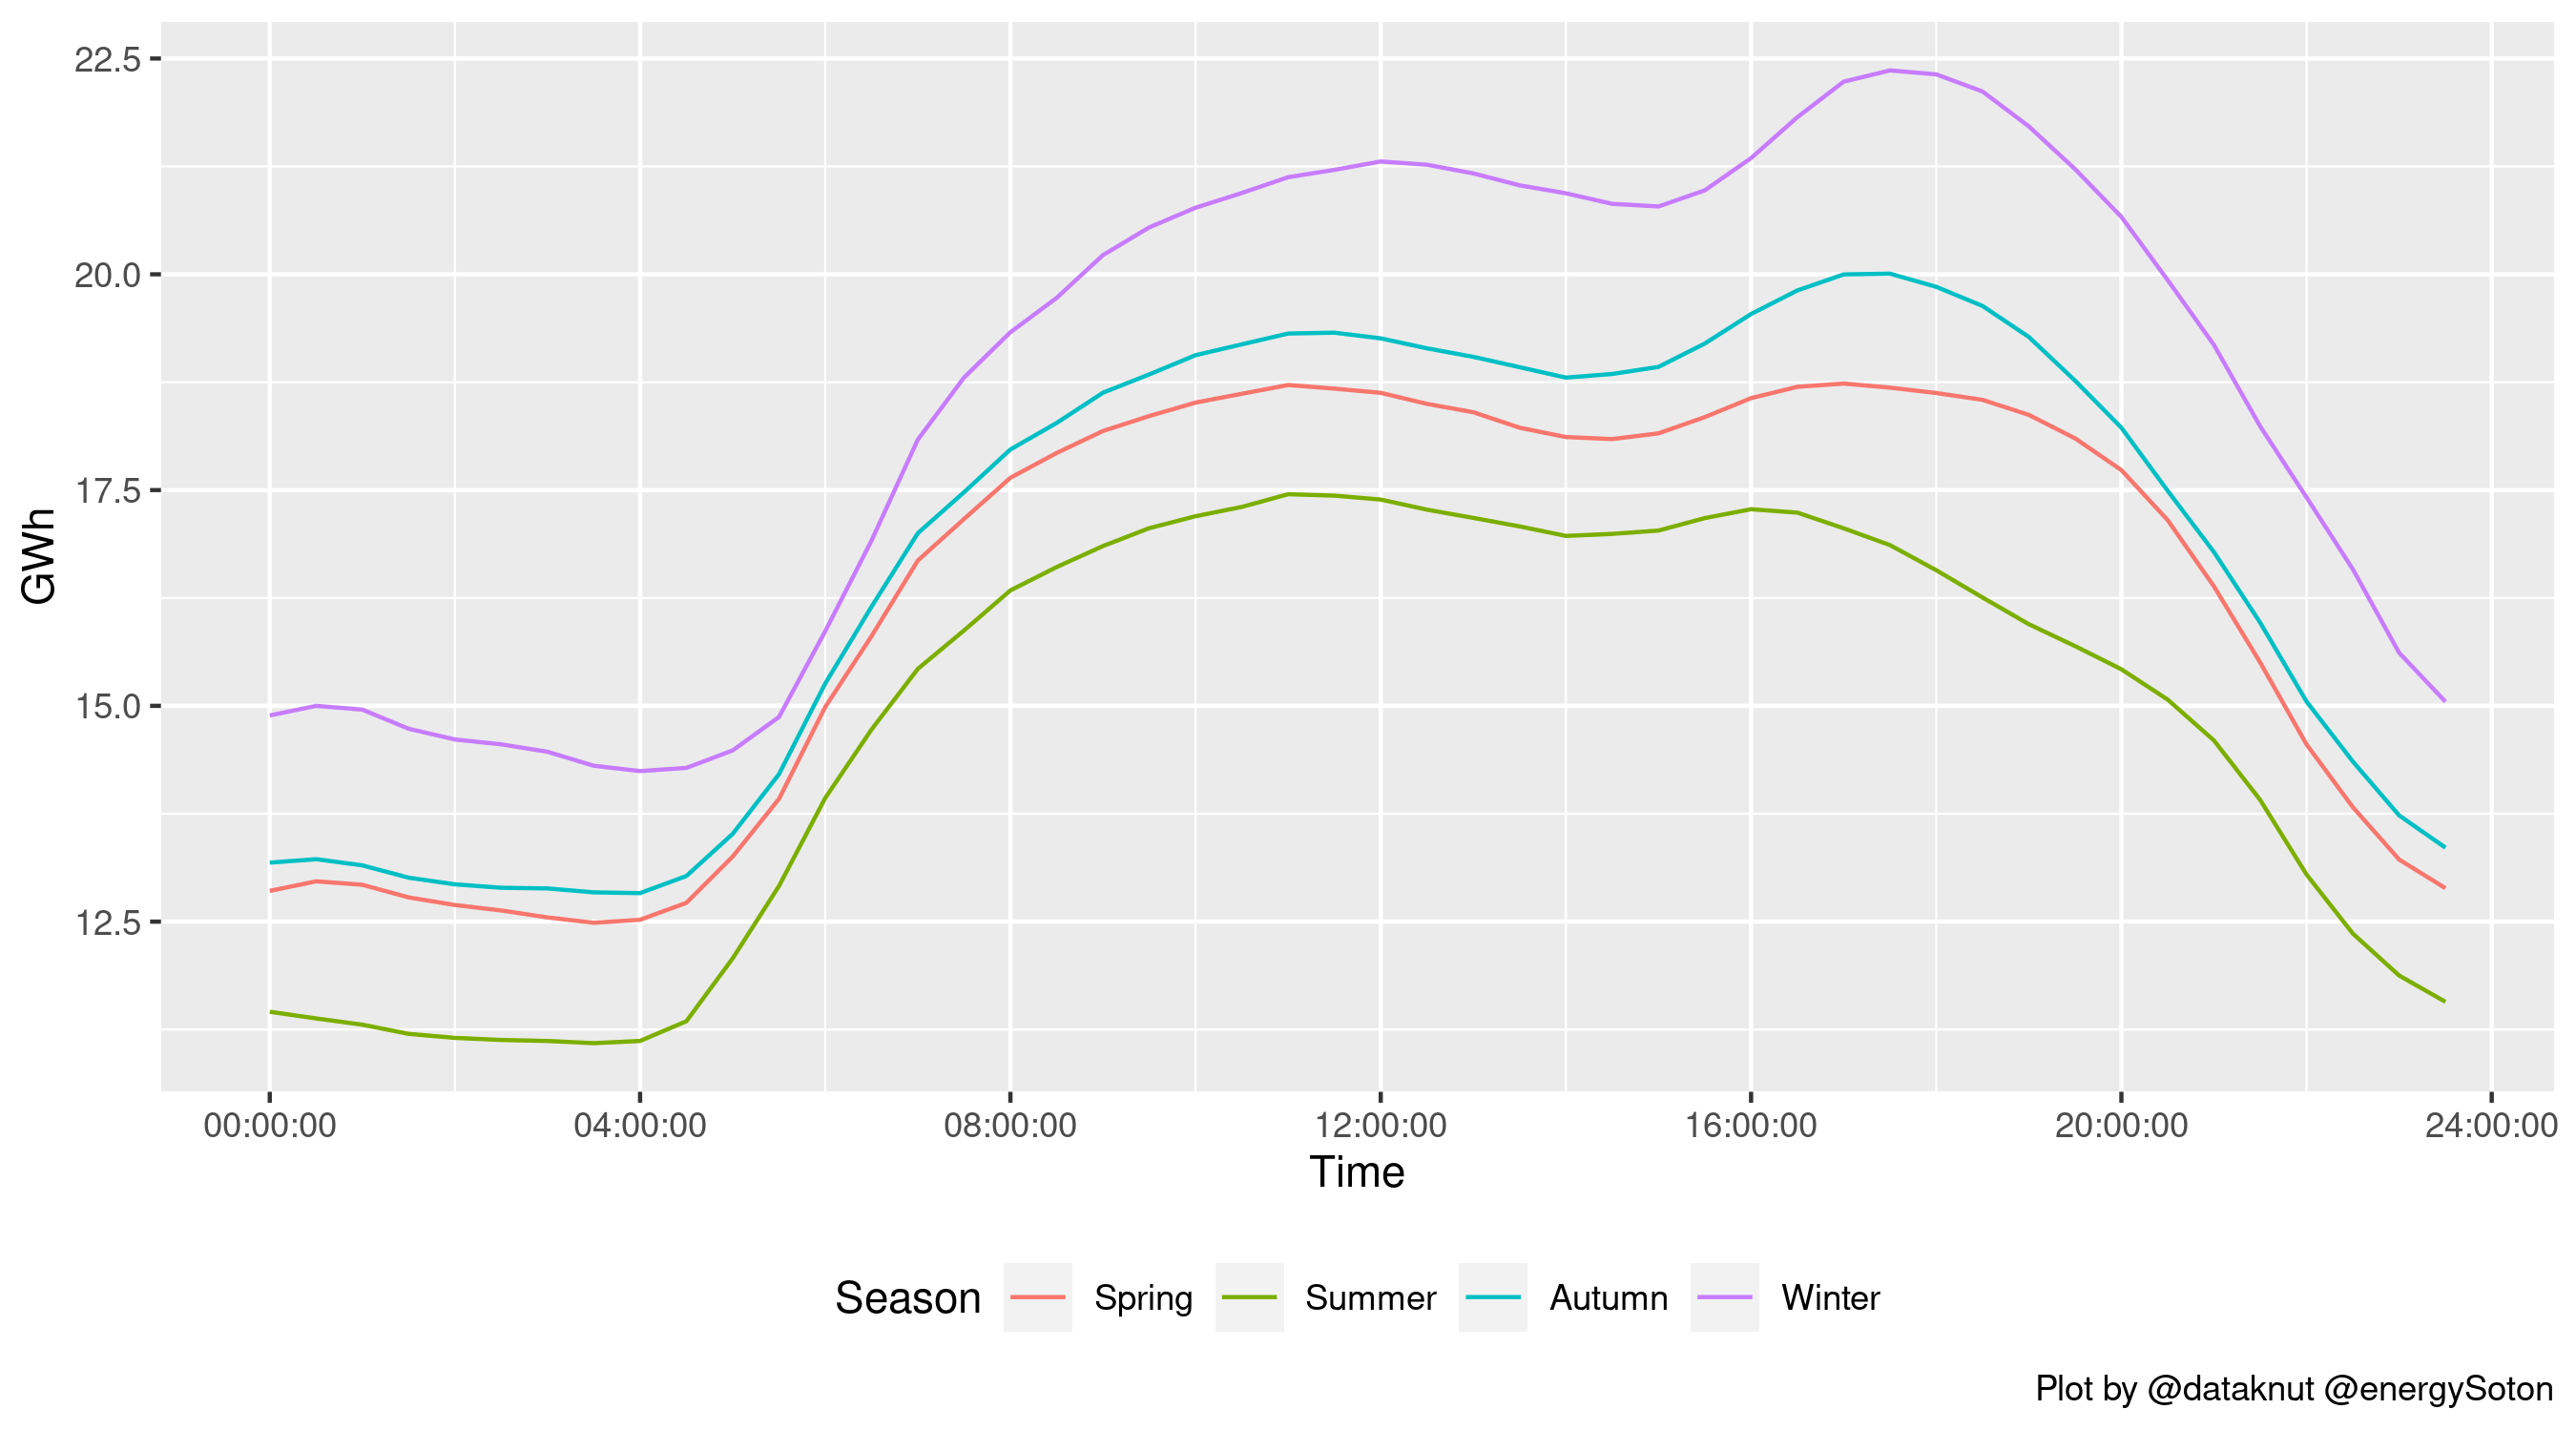 22.5
20.0
17.5
15.0
12.5
GWh
00:00:00 04:00:00 08:00:00 12:00:00 16:00:00 20:00:00 24:00:00
Time
Season Spring Summer Autumn Winter
Plot by @dataknut @energySoton